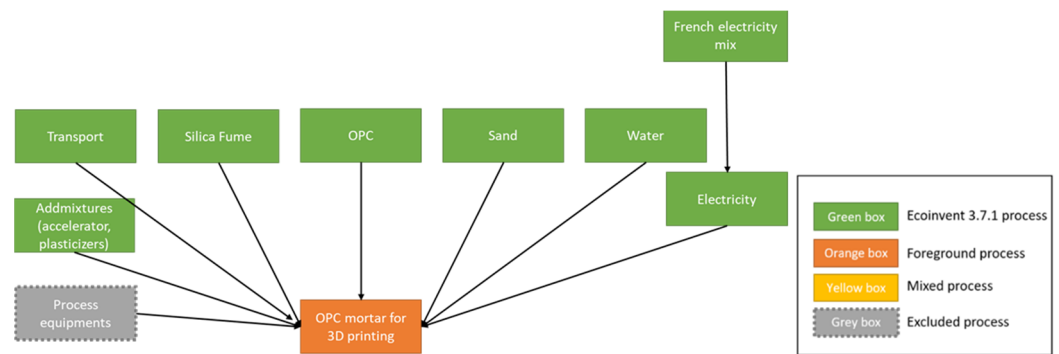 French electricity
mix
Transport
Silica Fume
OPC
Sand
Water
Electricity
Addmixtures
(accelerator,
plasticizers)
Process
equipments
OPC mortar for
3D printing
Green box
Ecoinvent 3.7.1 process
Orange box
Foreground process
Yellow box
Mixed process
Grey box
Excluded process